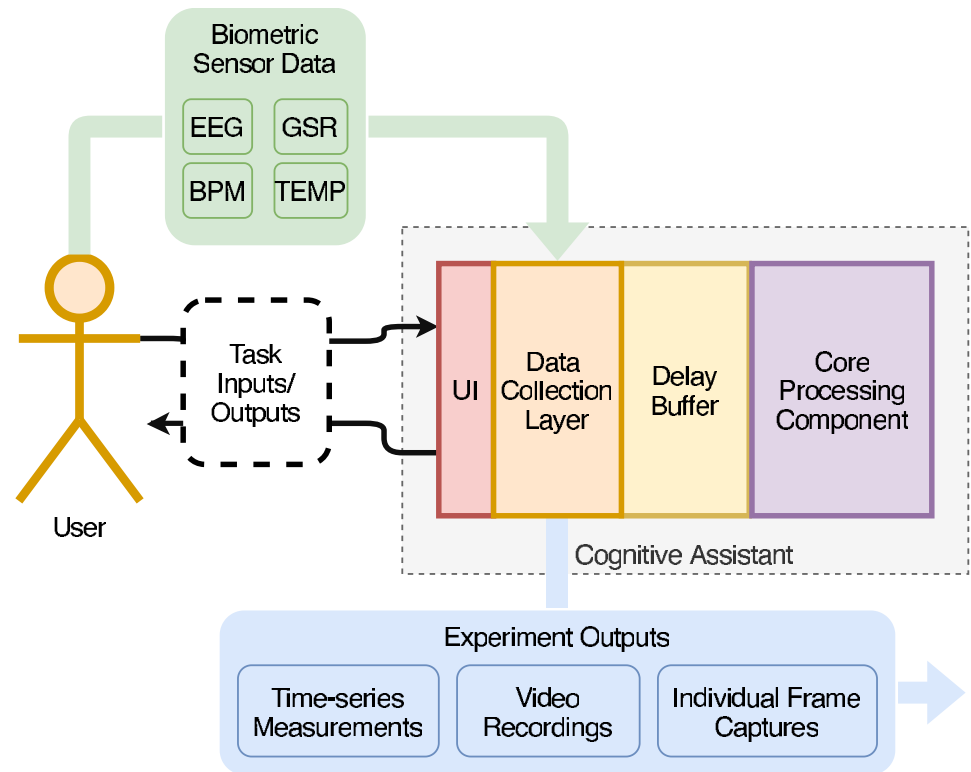 Biometric
Sensor Data
EEG
GSR
BPM
TEMP
Task
Inputs/
Outputs
User
UI
Data
Collection
Layer
Delay
Buffer
Core
Processing
Component
Cognitive Assistant
Experiment Outputs
Time-series
Measurements
Video
Recordings
Individual Frame
Captures